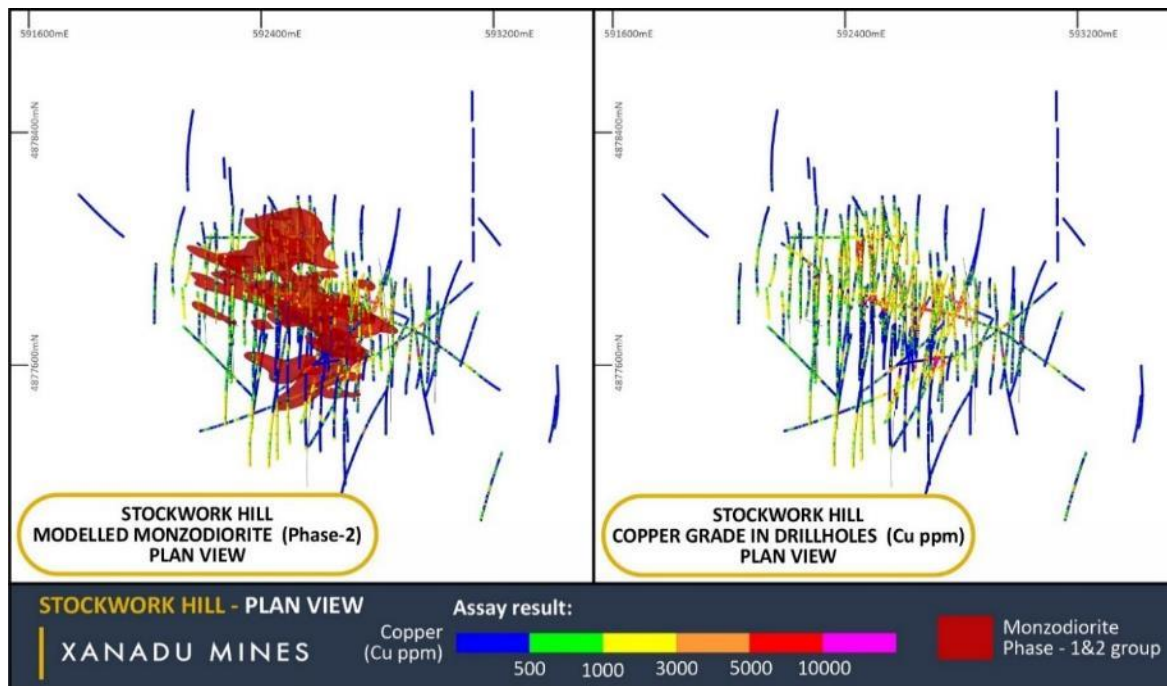 591600mE
592400mE
593200mE
591600mE
592400mE
593200mE
4878400mN
4878400mN
4877600mN
4877600mN
STOCKWORK HILL
MODELLED MONZODIORITE (Phase-2)
PLAN VIEW
STOCKWORK HILL
COPPER GRADE IN DRILLHOLES (Cu ppm)
PLAN VIEW
STOCKWORK HILL - PLAN VIEW
XANADU MINES
Assay result:
Copper
(Cu ppm)
500
1000
3000
5000
10000
Monzodiorite
Phase - 1&2 group